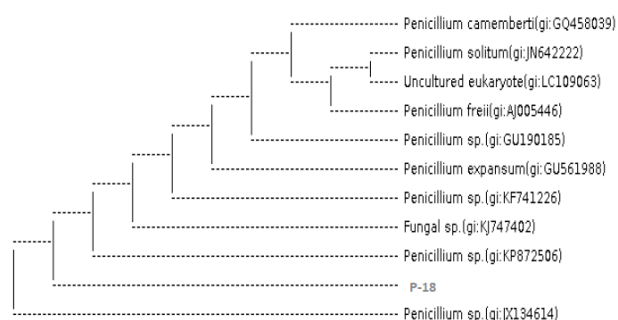 Penicillium camemberti(gi:GQ458039)
Penicillium solitum(gi:JN642222)
Uncultured eukaryote(gi:LC109063)
Penicillium freii(gi:AJ005446)
Penicillium sp.(gi:GU190185)
Penicillium expansum(gi:GU561988)
Penicillium sp.(gi:KF741226)
Fungal sp.(gi:KJ747402)
Penicillium sp.(gi:KP872506)
P-18
Penicillium sp.(gi:JX134614)